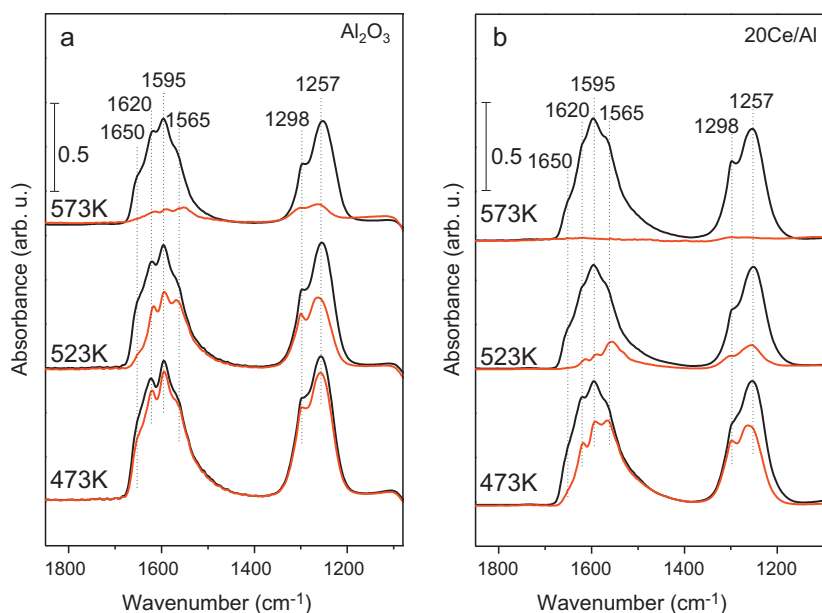 a
Al₂O₃
1595
1620
1650
1565
1298
1257
0.5
573K
523K
473K
Absorbance (arb. u.)
1800
1600
1400
1200
Wavenumber (cm⁻¹)
b
20Ce/Al
1595
1620
1650
1565
1298
1257
0.5
573K
523K
473K
Absorbance (arb. u.)
1800
1600
1400
1200
Wavenumber (cm⁻¹)